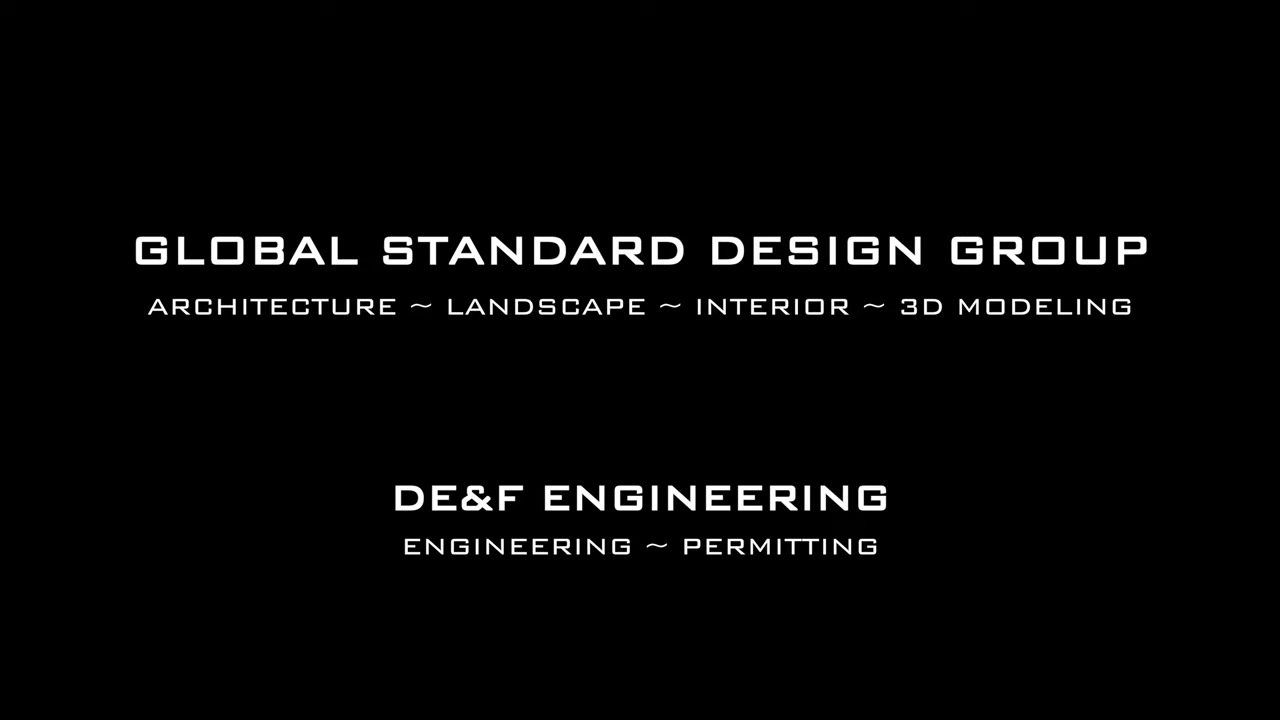 GLOBAL STANDARD DESIGN GROUP
ARCHITECTURE ~ LANDSCAPE ~ INTERIOR ~ 3D MODELING
DE&F ENGINEERING
ENGINEERING ~ PERMITTING